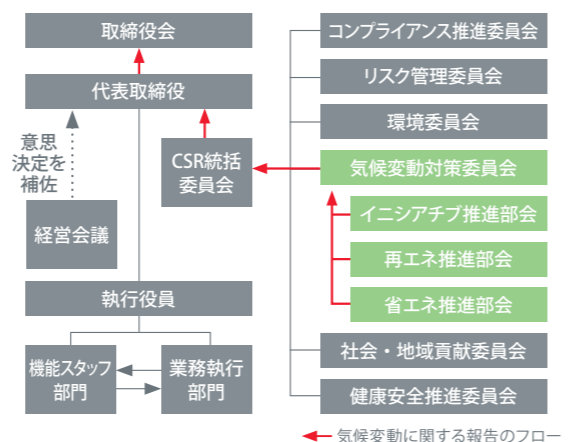 取締役会
代表取締役
意思
決定を
補佐
CSR統括
委員会
経営会議
執行役員
機能スタッフ
部門
業務執行
部門
コンプライアンス推進委員会
リスク管理委員会
環境委員会
気候変動対策委員会
イニシアチブ推進部会
再エネ推進部会
省エネ推進部会
社会・地域貢献委員会
健康安全推進委員会
気候変動に関する報告のフロー